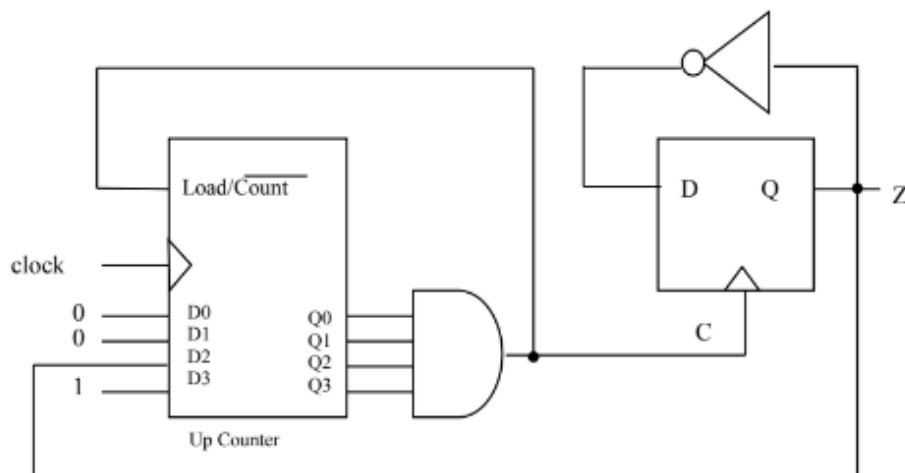 Load/Count
clock
0
0
1
D0
D1
D2
D3
Q0
Q1
Q2
Q3
Up Counter
D
Q
Z
C